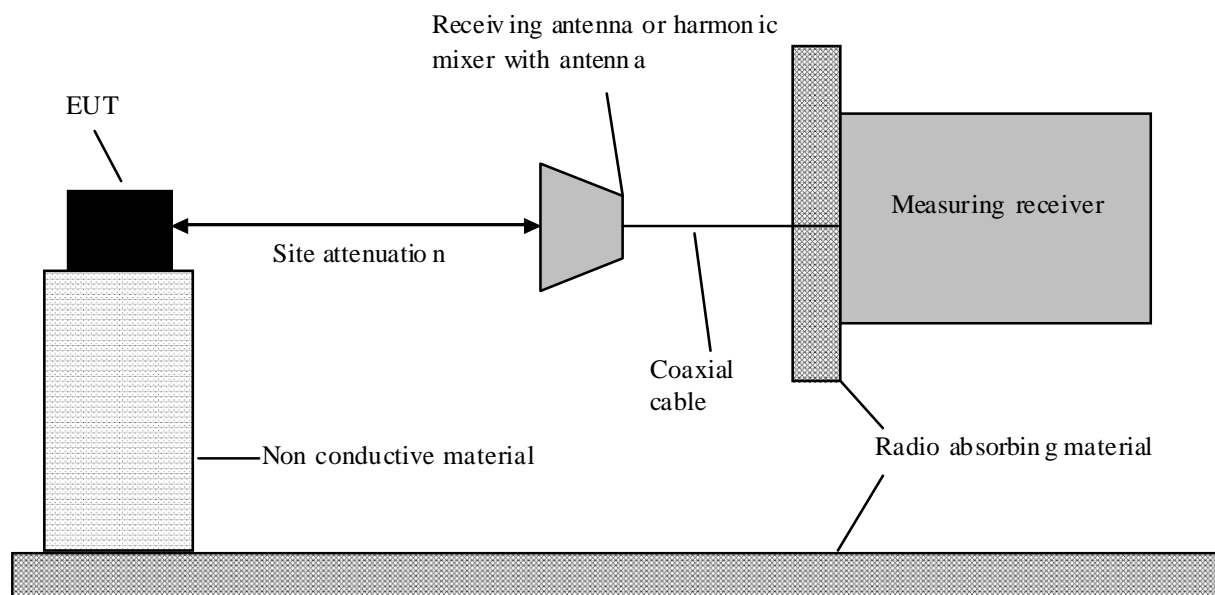 Receiving antenna or harmonic
mixer with antenna
EUT
Measuring receiver
Site attenuation
Coaxial
cable
Radio absorbing material
Non conductive material